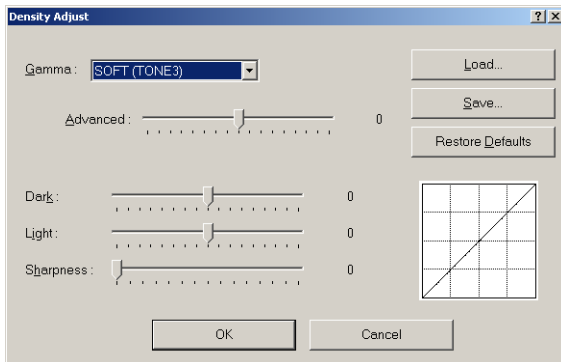 Density Adjust
Gamma : SOFT (TONE3)
Load...
Advanced : 0
Save...
Restore Defaults
Dark : 0
Light : 0
Sharpness : 0
OK Cancel